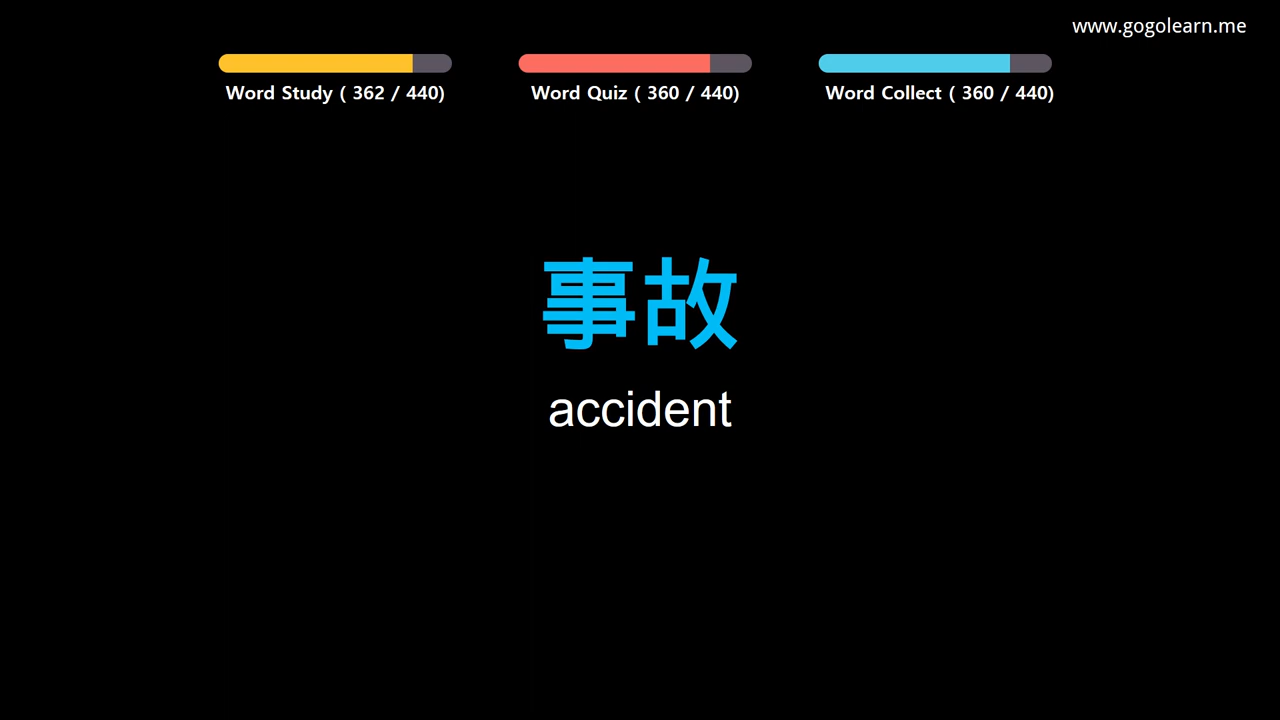 www.gogolearn.me
Word Study ( 362 / 440)
Word Quiz ( 360 / 440)
Word Collect ( 360 / 440)
事故
accident